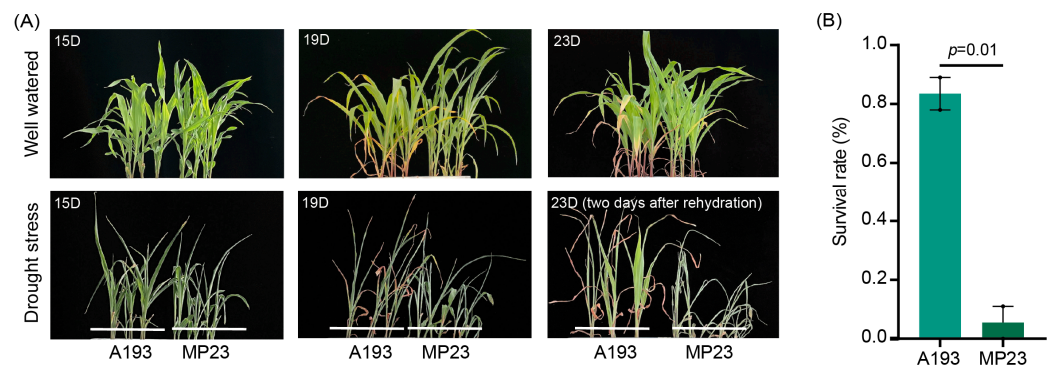 (A)
Well watered
15D
19D
23D
Drought stress
15D
19D
23D (two days after rehydration)
A193 MP23
A193 MP23
A193 MP23
(B)
Survival rate (%)
1.0
0.8
0.6
0.4
0.2
0.0
p=0.01
A193 MP23